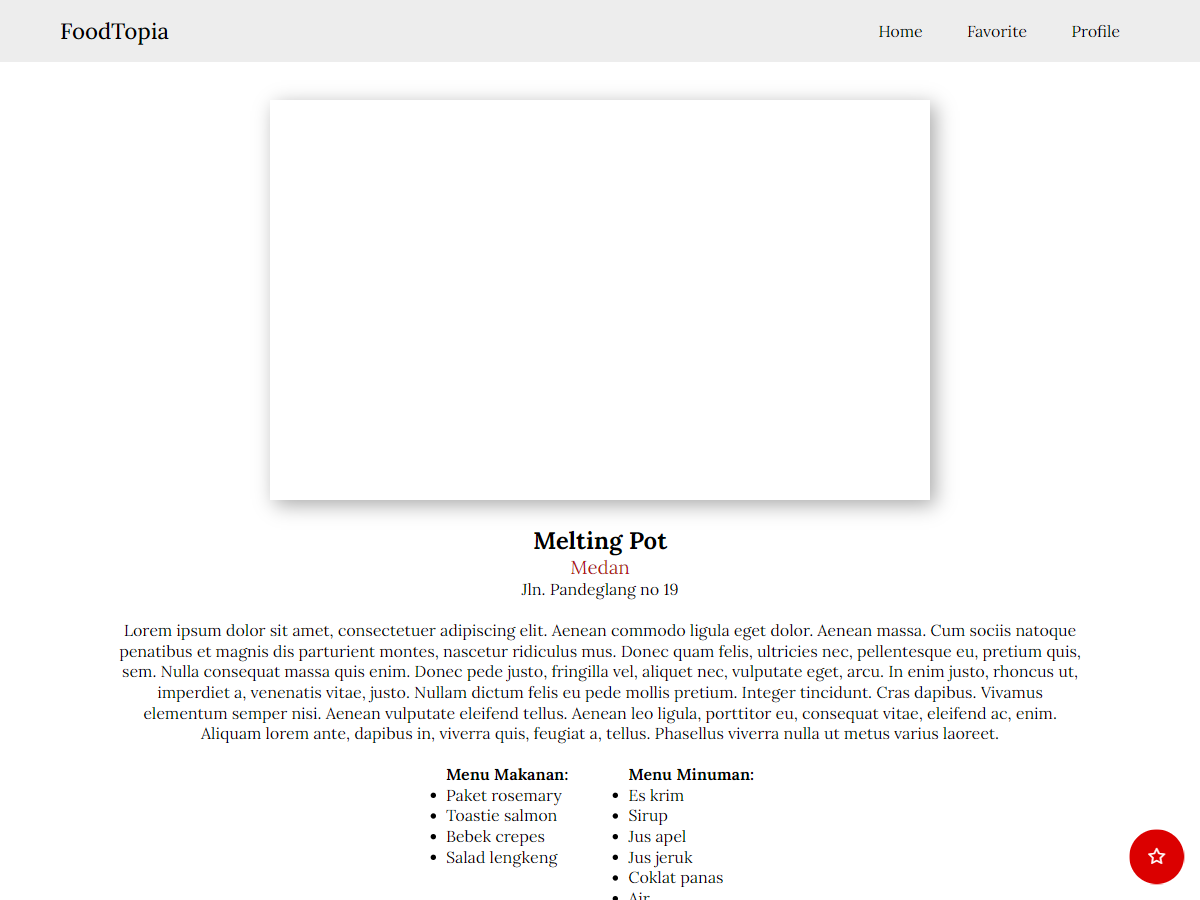 FoodTopia
Home Favorite Profile
Melting Pot
Medan
Jln. Pandeglang no 19
Lorem ipsum dolor sit amet, consectetuer adipiscing elit. Aenean commodo ligula eget dolor. Aenean massa. Cum sociis natoque
penatibus et magnis dis parturient montes, nascetur ridiculus mus. Donec quam felis, ultricies nec, pellentesque eu, pretium quis,
sem. Nulla consequat massa quis enim. Donec pede justo, fringilla vel, aliquet nec, vulputate eget, arcu. In enim justo, rhoncus ut,
imperdiet a, venenatis vitae, justo. Nullam dictum felis eu pede mollis pretium. Integer tincidunt. Cras dapibus. Vivamus
elementum semper nisi. Aenean vulputate eleifend tellus. Aenean leo ligula, porttitor eu, consequat vitae, eleifend ac, enim.
Aliquam lorem ante, dapibus in, viverra quis, feugiat a, tellus. Phasellus viverra nulla ut metus varius laoreet.
Menu Makanan:
• Paket rosemary
• Toastie salmon
• Bebek crepes
• Salad lengkeng
Menu Minuman:
• Es krim
• Sirup
• Jus apel
• Jus jeruk
• Coklat panas
• Air